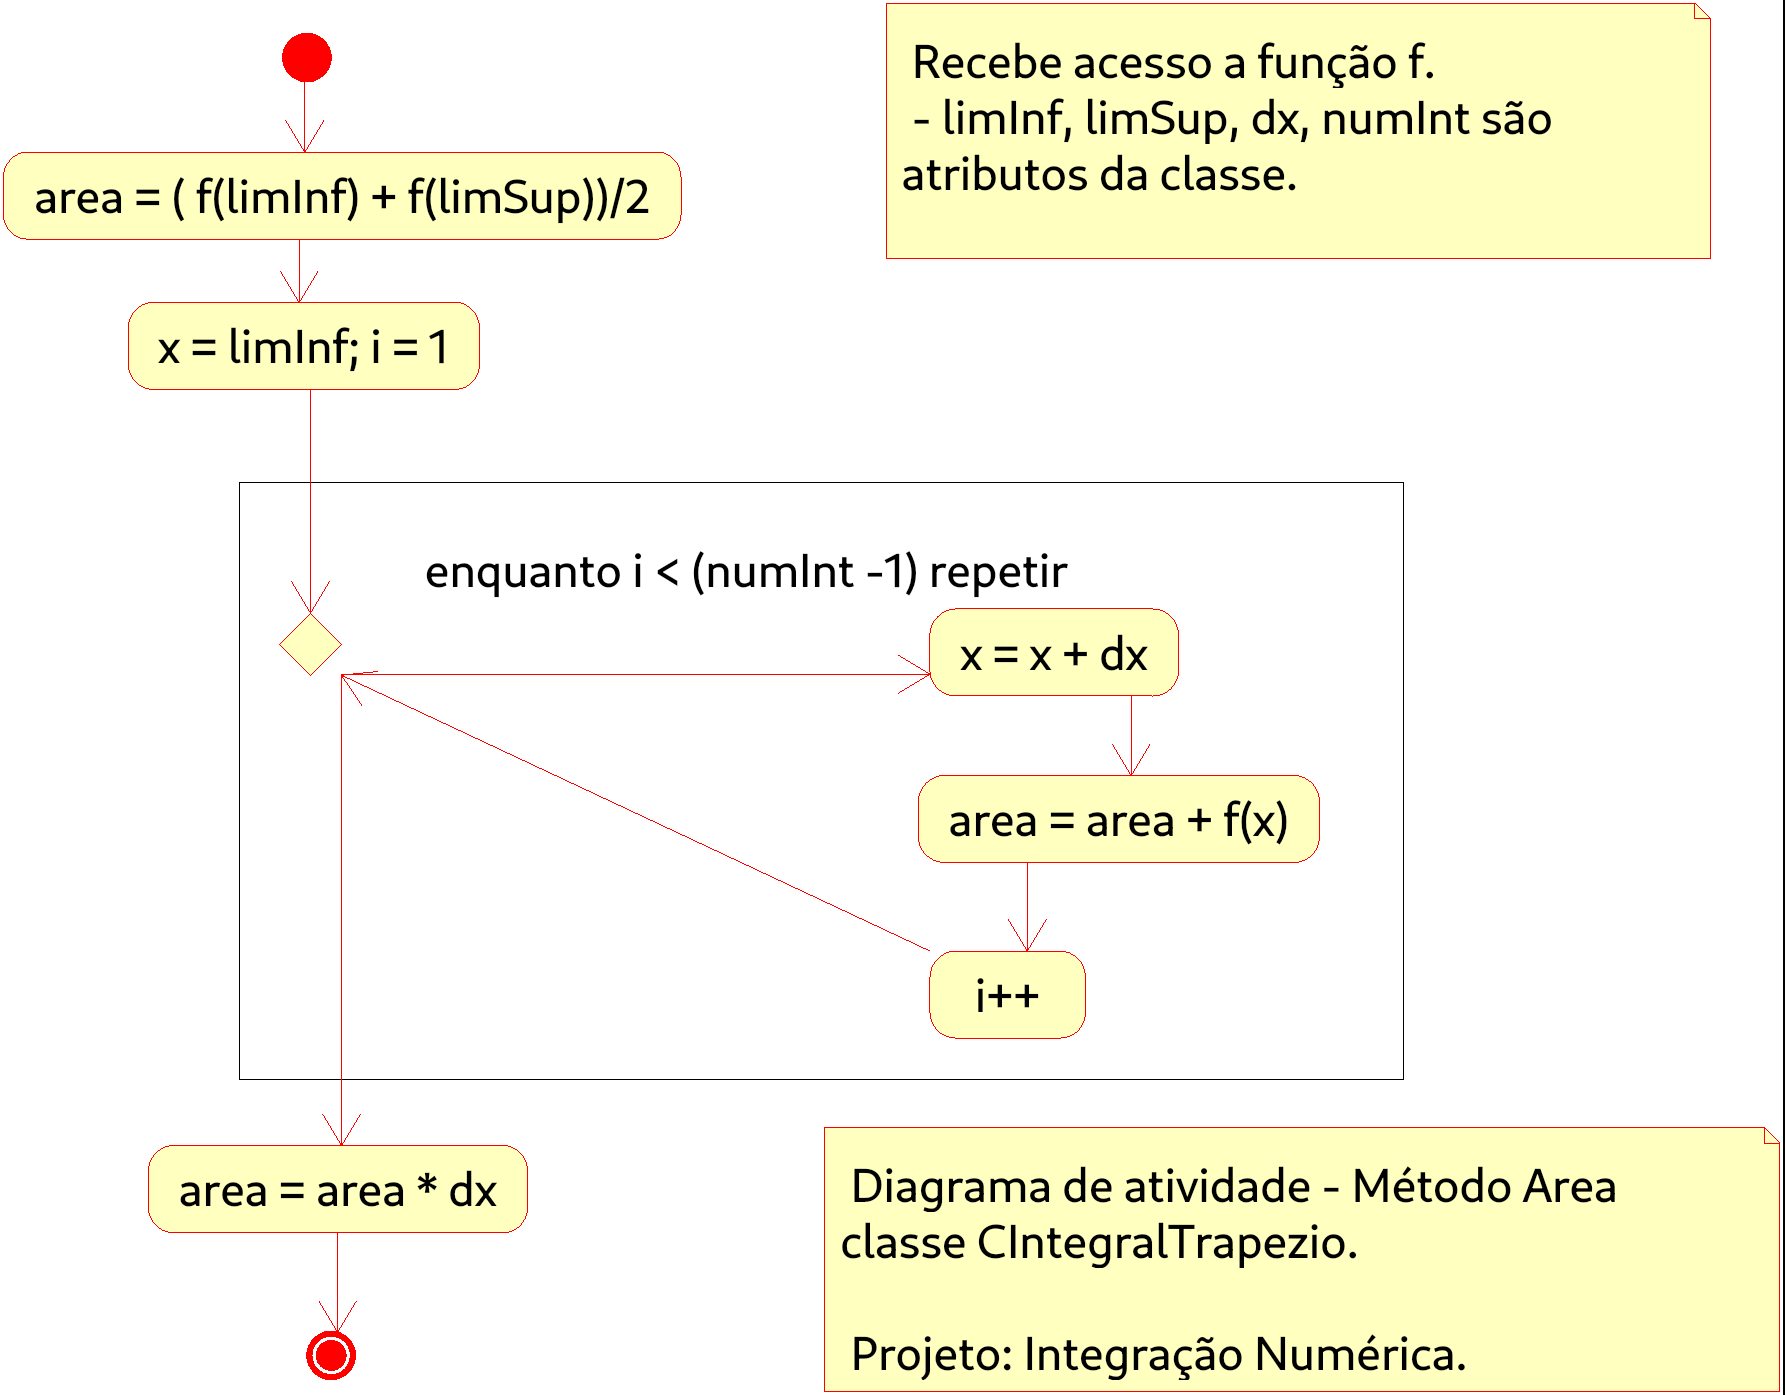 Recebe acesso a função f.
- limInf, limSup, dx, numInt são
atributos da classe.
area = ( f(limInf) + f(limSup))/2
x = limInf; i = 1
enquanto i < (numInt -1) repetir
x = x + dx
area = area + f(x)
i++
area = area * dx
Diagrama de atividade - Método Area
classe CIntegralTrapezio.
Projeto: Integração Numérica.